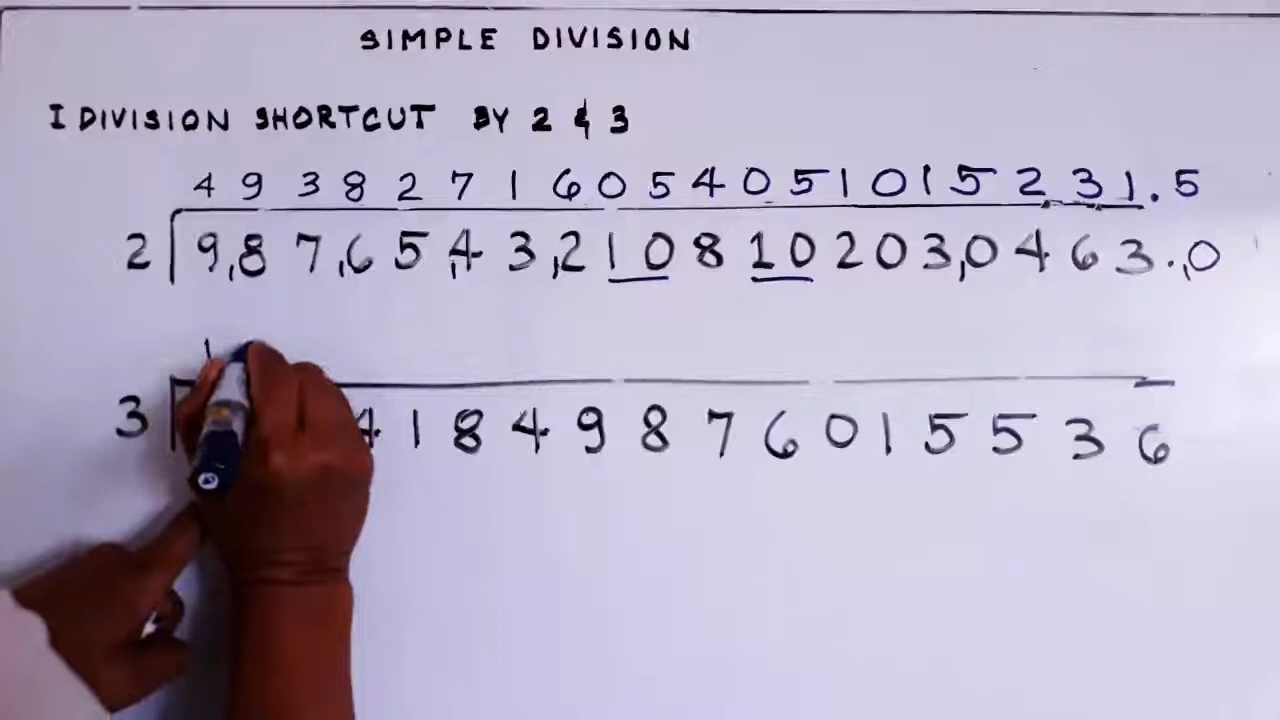 SIMPLE DIVISION
I DIVISION SHORTCUT BY 2 & 3
4 9 3 8 2 7 1 6 0 5 4 0 5 1 0 1 5 2 3 1 . 5
2 9,8 7,6 5,4 3,2 1 0 8 1 0 2 0 3,0 4 6 3 .,0
1
3 4 1 8 4 9 8 7 6 0 1 5 5 3 6